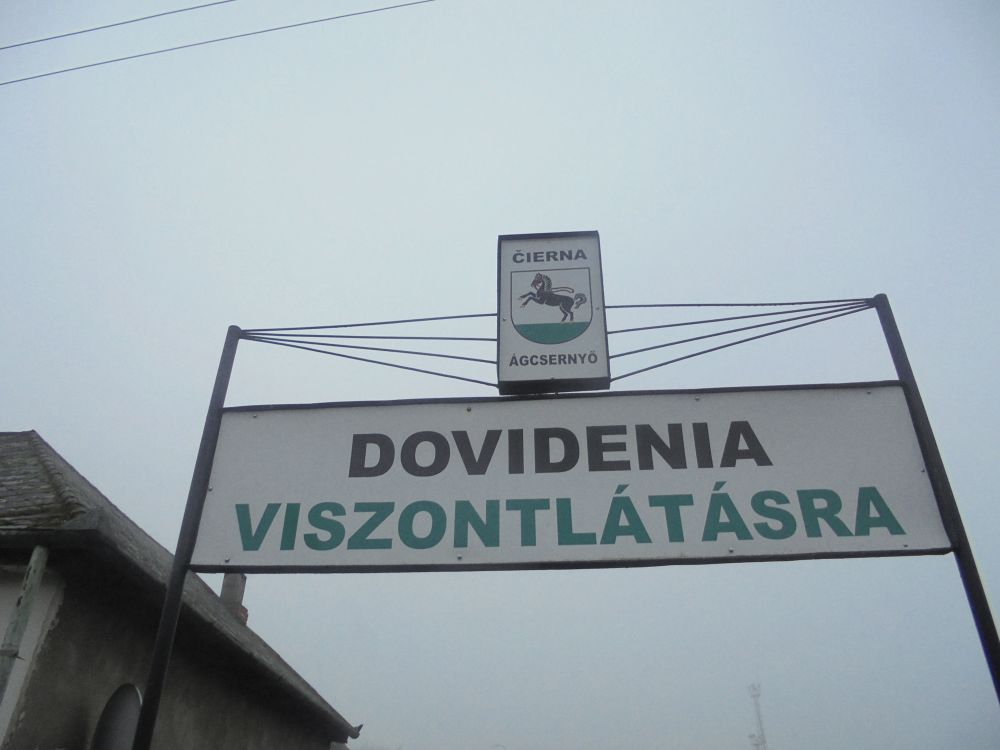 ČIERNA
ÁGCSERNYŐ
DOVIDENIA
VISZONTLÁTÁSRA